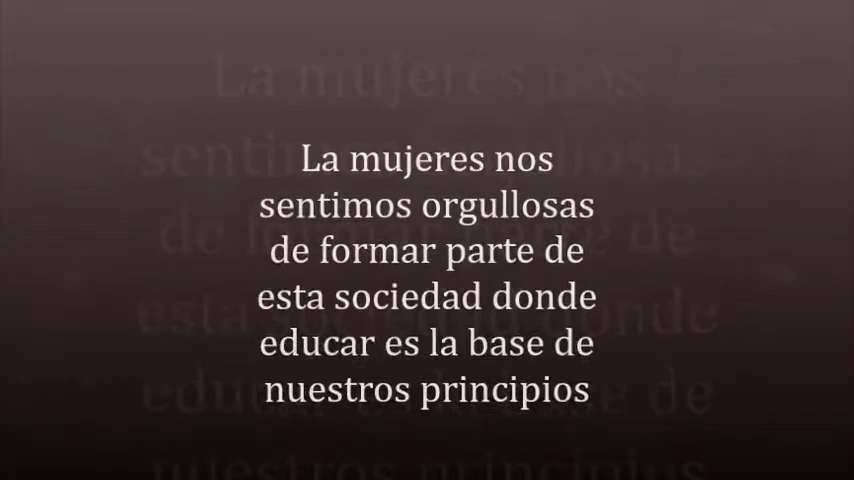 La mujeres nos
sentimos orgullosas
de formar parte de
esta sociedad donde
educar es la base de
nuestros principios